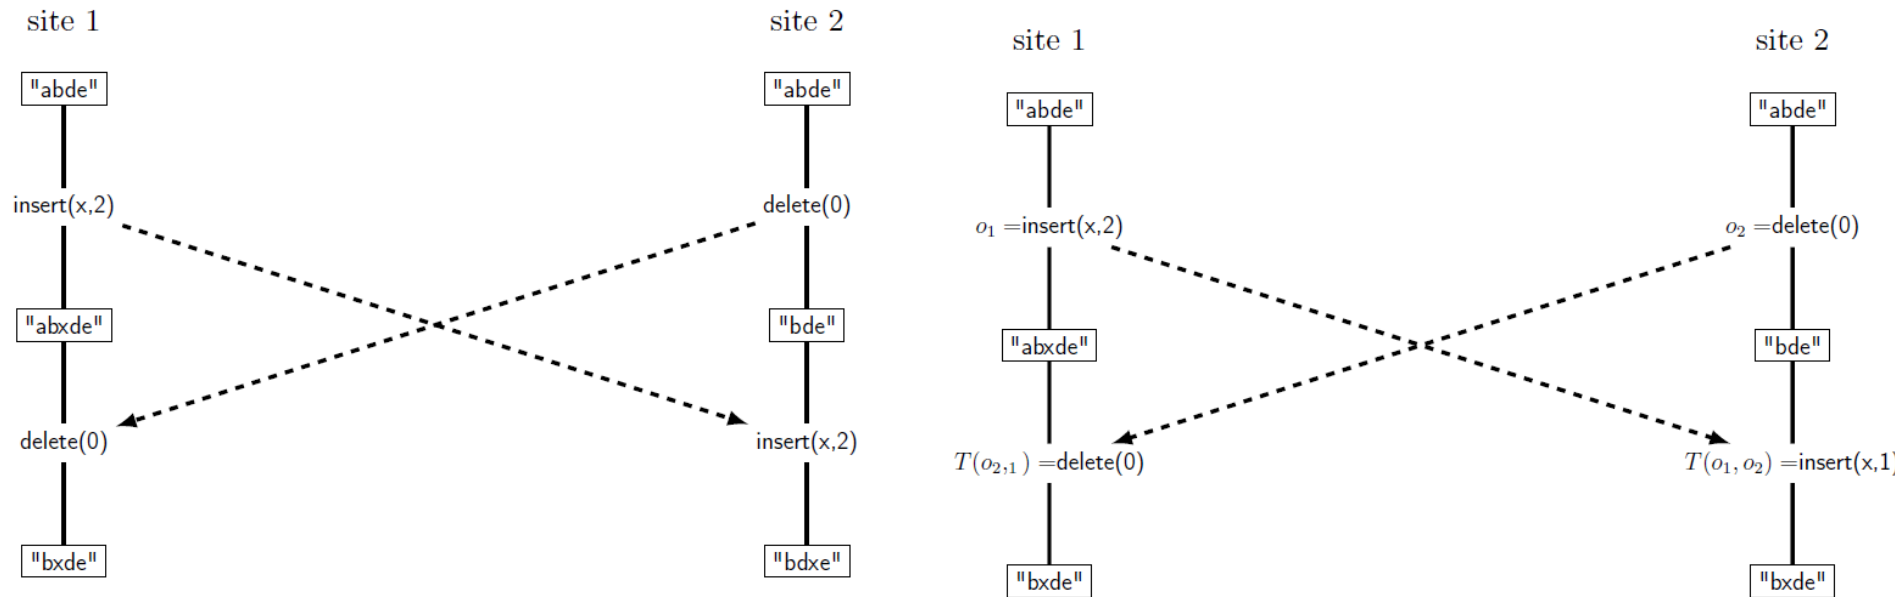 site 1
site 2
"abde"
"abde"
insert(x,2)
delete(0)
"abxde"
"bde"
delete(0)
insert(x,2)
"bxde"
"bdxe"
site 1
site 2
"abde"
"abde"
o₁ =insert(x,2)
o₂ =delete(0)
"abxde"
"bde"
T(o₂,₁ ) =delete(0)
T(o₁, o₂) =insert(x,1)
"bxde"
"bxde"